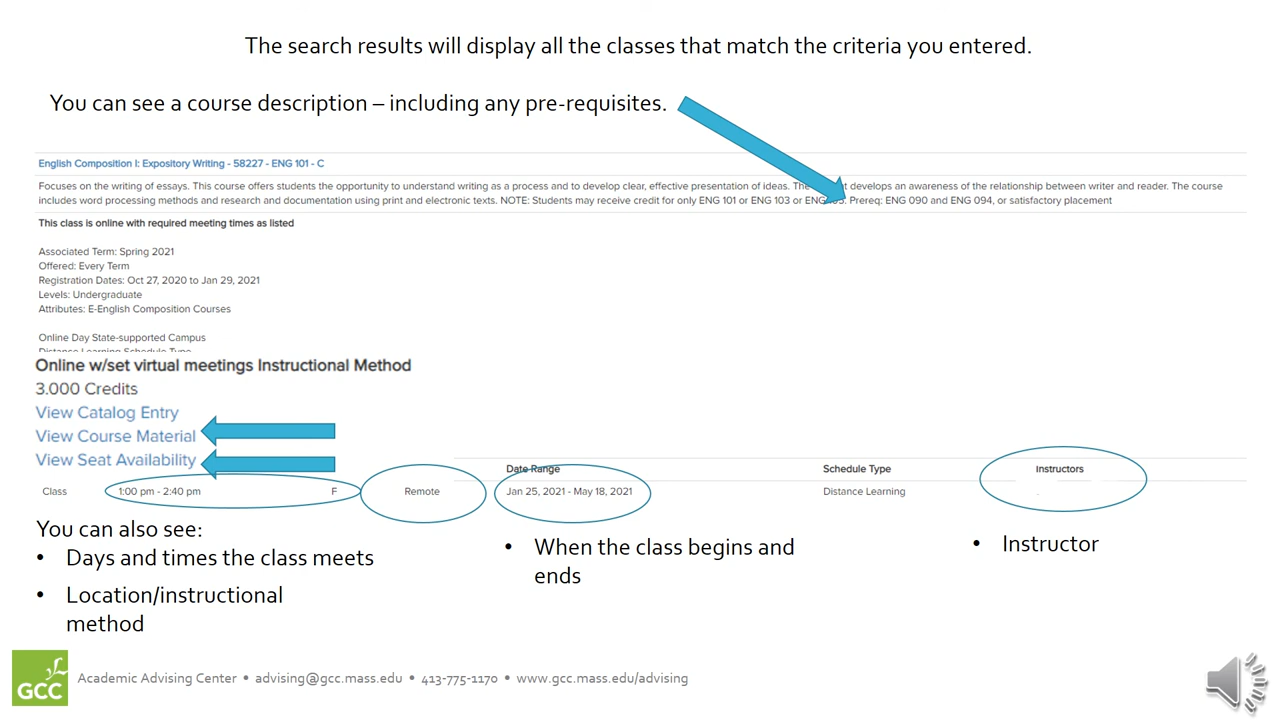 The search results will display all the classes that match the criteria you entered.
You can see a course description – including any pre-requisites.
English Composition I: Expository Writing - 58227 - ENG 101 - C
Focuses on the writing of essays. This course offers students the opportunity to understand writing as a process and to develop clear, effective presentation of ideas. The develops an awareness of the relationship between writer and reader. The course
includes word processing methods and research and documentation using print and electronic texts. NOTE: Students may receive credit for only ENG 101 or ENG 103 or Prereq: ENG 090 and ENG 094, or satisfactory placement
This class is online with required meeting times as listed
Associated Term: Spring 2021
Offered: Every Term
Registration Dates: Oct 27, 2020 to Jan 29, 2021
Levels: Undergraduate
Attributes: E-English Composition Courses
Online Day State-supported Campus
Distance Learning Schedule Type
Online w/set virtual meetings Instructional Method
3.000 Credits
View Catalog Entry
View Course Material
View Seat Availability
Date Range Schedule Type Instructors
Class 1:00 pm - 2:40 pm F Remote Jan 25, 2021 - May 18, 2021 Distance Learning
You can also see:
• Days and times the class meets
• Location/instructional
method
• When the class begins and
ends
• Instructor
GCC
Academic Advising Center • advising@gcc.mass.edu • 413-775-1170 • www.gcc.mass.edu/advising